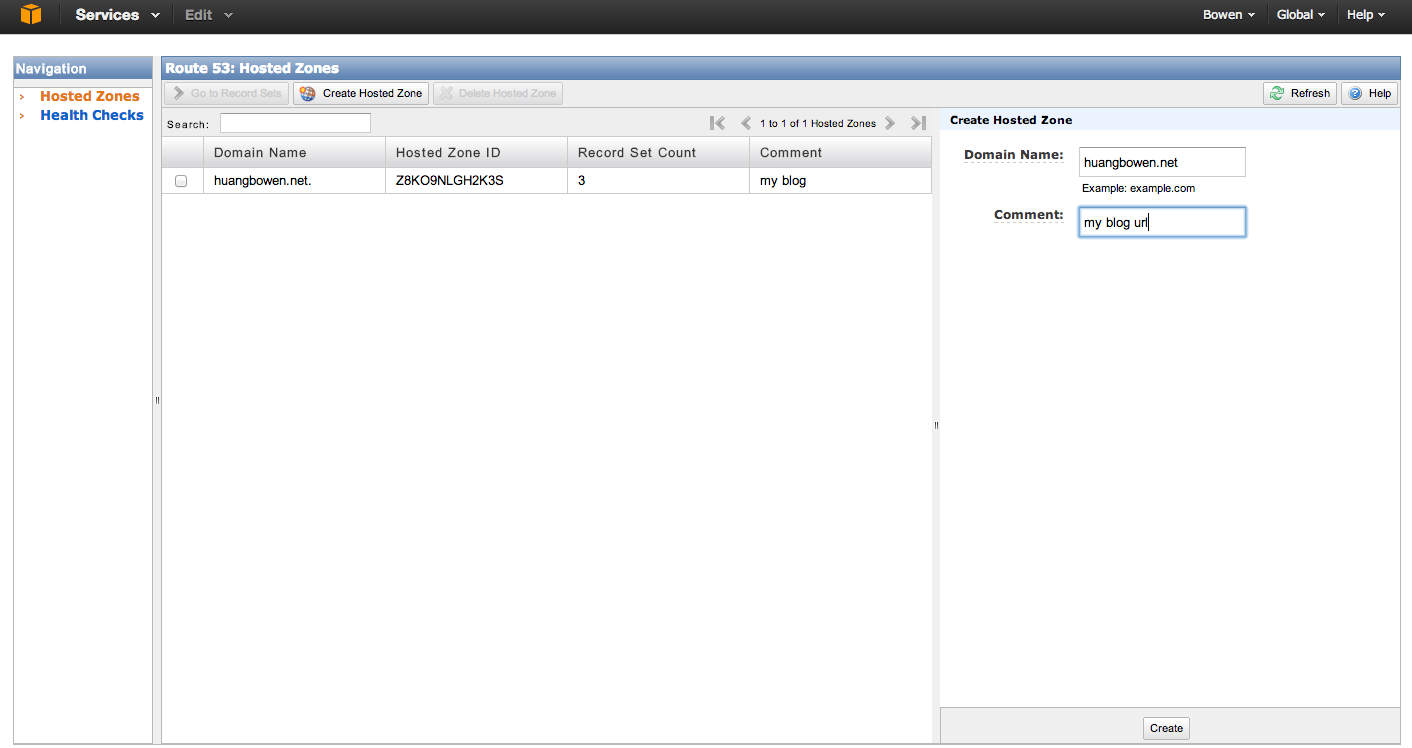 Services Edit Bowen Global Help
Navigation
Hosted Zones
Health Checks
Route 53: Hosted Zones
Go to Record Sets Create Hosted Zone Delete Hosted Zone Refresh Help
Search: 1 to 1 of 1 Hosted Zones
Domain Name Hosted Zone ID Record Set Count Comment
huangbowen.net. Z8KO9NLGH2K3S 3 my blog
Create Hosted Zone
Domain Name: huangbowen.net
Example: example.com
Comment: my blog url
Create